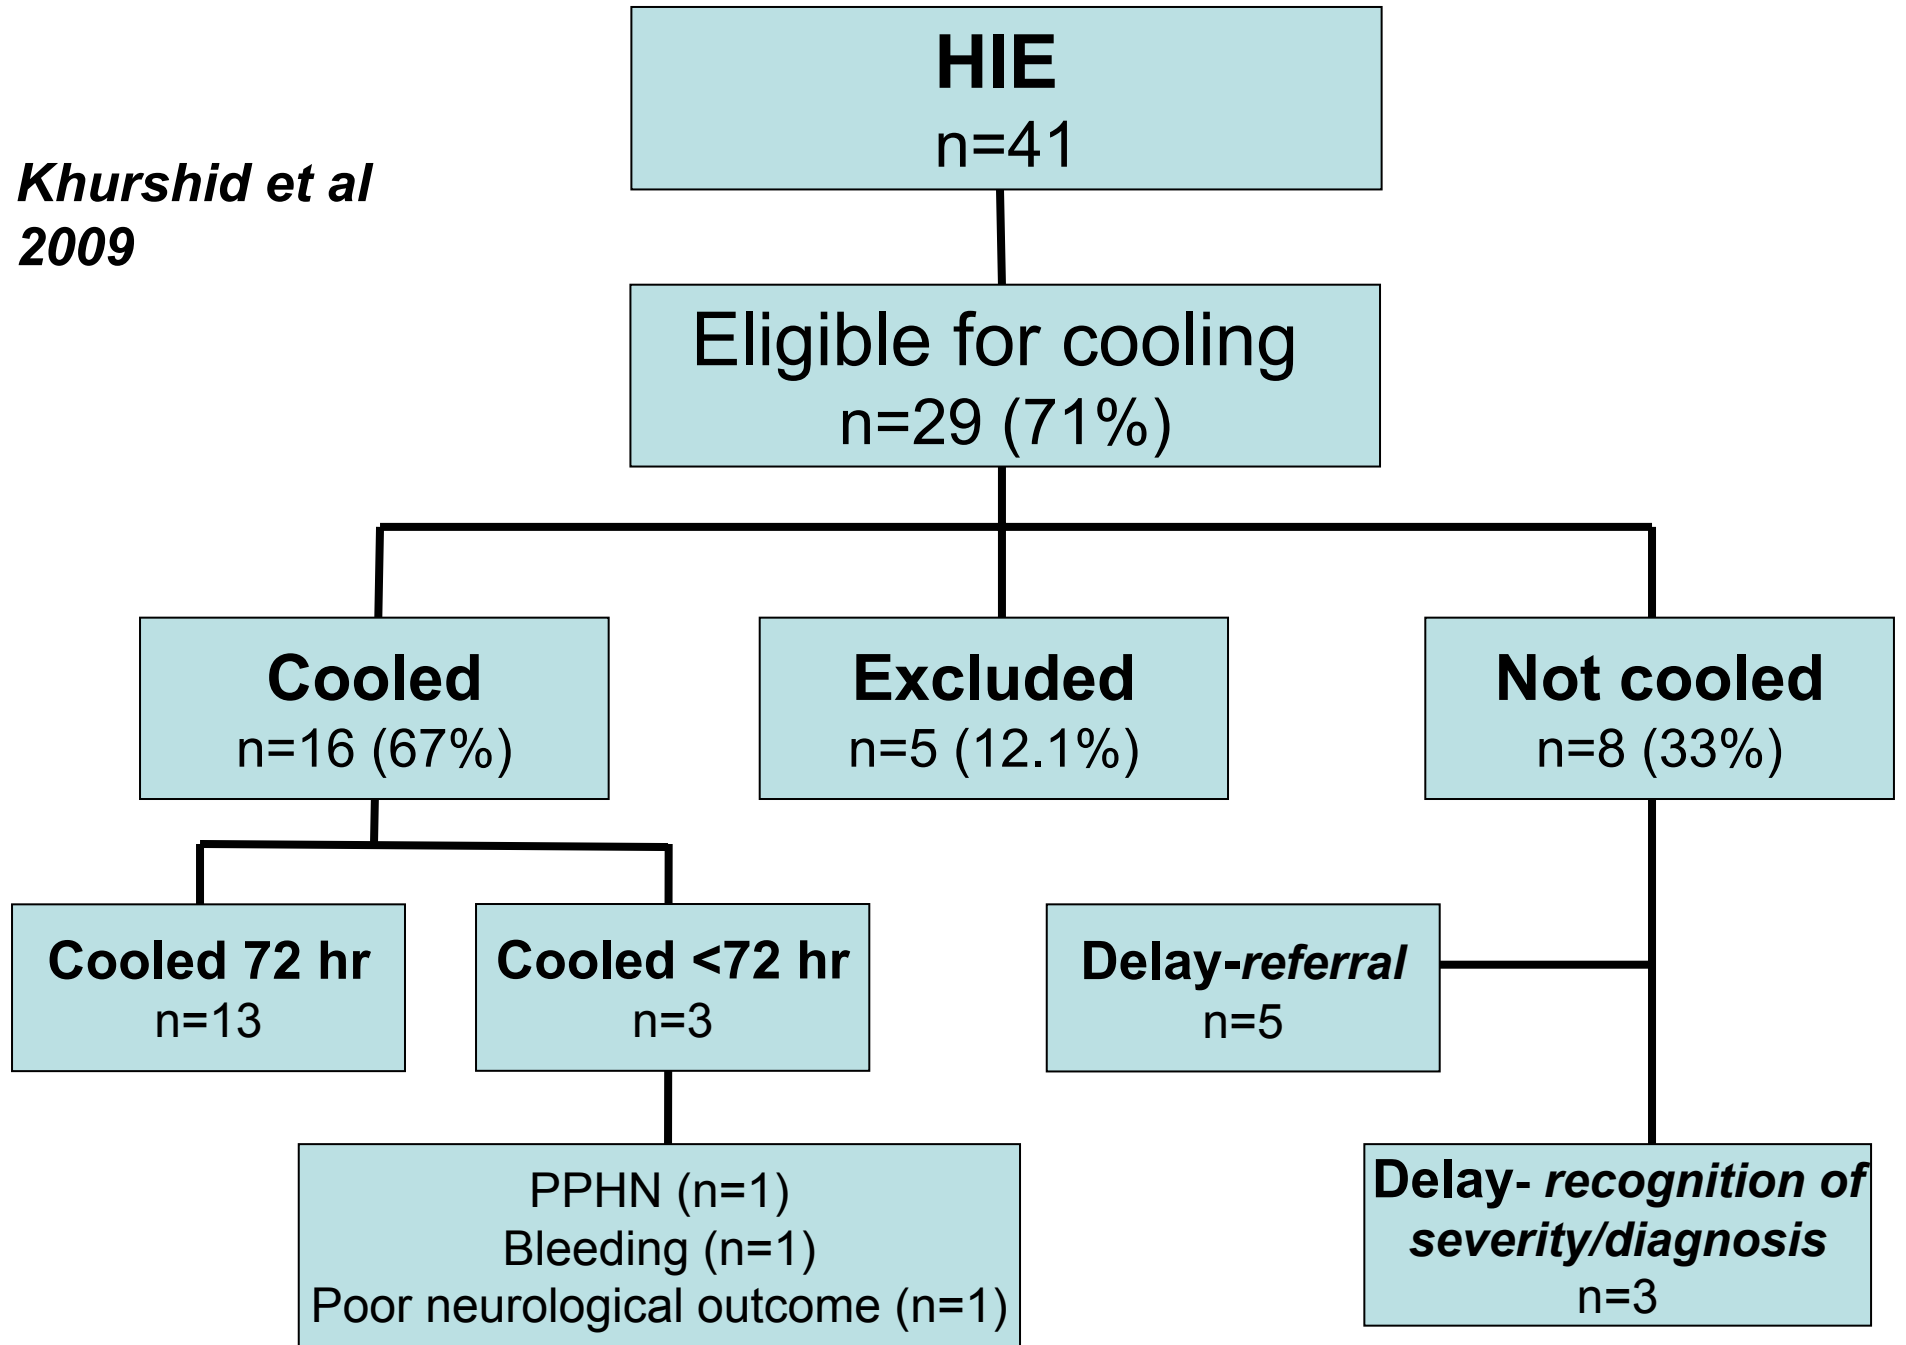 HIE
n=41
Khurshid et al
2009
Eligible for cooling
n=29 (71%)
Cooled
n=16 (67%)
Excluded
n=5 (12.1%)
Not cooled
n=8 (33%)
Cooled 72 hr
n=13
Cooled <72 hr
n=3
Delay-referral
n=5
PPHN (n=1)
Bleeding (n=1)
Poor neurological outcome (n=1)
Delay- recognition of
severity/diagnosis
n=3